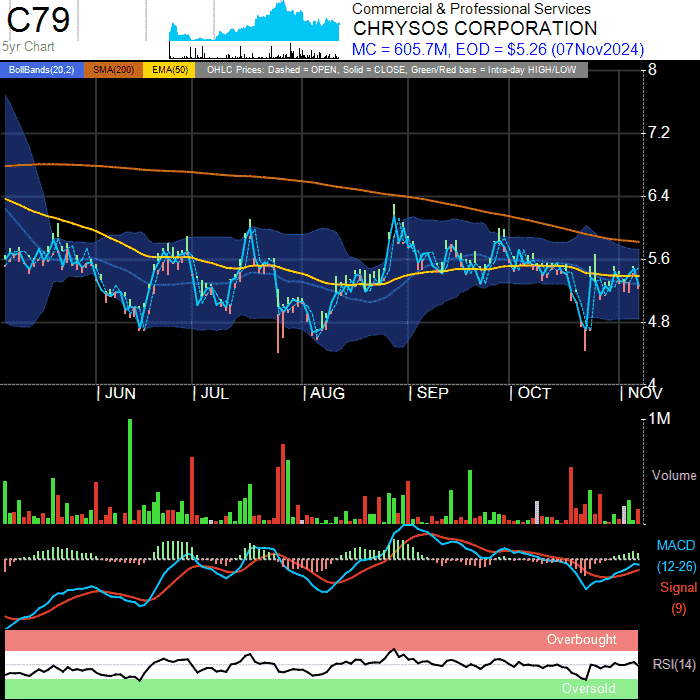 C79
5yr Chart
Commercial & Professional Services
CHRYSOS CORPORATION
MC = 605.7M, EOD = $5.26 (07Nov2024)
BollBands(20,2) SMA(200) EMA(50) OHLC Prices: Dashed = OPEN, Solid = CLOSE, Green/Red bars = Intra-day HIGH/LOW
8
7.2
6.4
5.6
4.8
4
JUN JUL AUG SEP OCT NOV
1M
Volume
MACD
(12-26)
Signal
(9)
Overbought
RSI(14)
Oversold